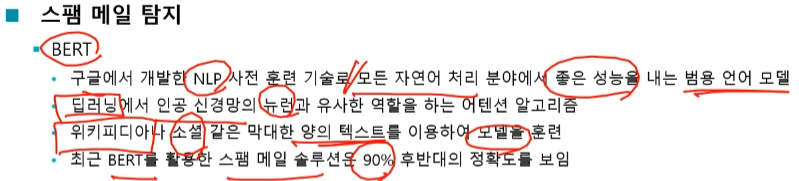 스팸 메일 탐지
BERT
구글에서 개발한 NLP 사전 훈련 기술로 모든 자연어 처리 분야에서 좋은 성능을 내는 범용 언어 모델
딥러닝에서 인공 신경망의 뉴런과 유사한 역할을 하는 어텐션 알고리즘
위키피디아나 소셜 같은 막대한 양의 텍스트를 이용하여 모델을 훈련
최근 BERT를 활용한 스팸 메일 솔루션은 90% 후반대의 정확도를 보임